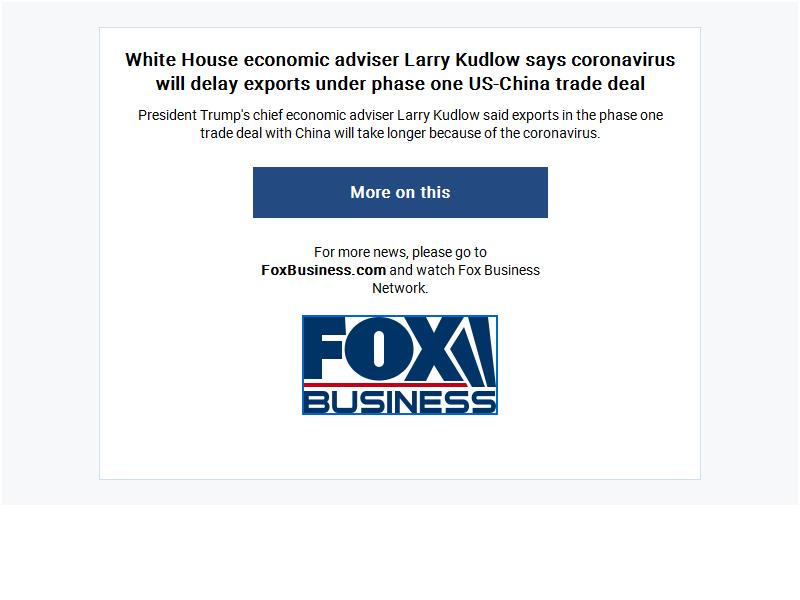 White House economic adviser Larry Kudlow says coronavirus
will delay exports under phase one US-China trade deal
President Trump's chief economic adviser Larry Kudlow said exports in the phase one
trade deal with China will take longer because of the coronavirus.
More on this
For more news, please go to
FoxBusiness.com and watch Fox Business
Network.
FOX
BUSINESS